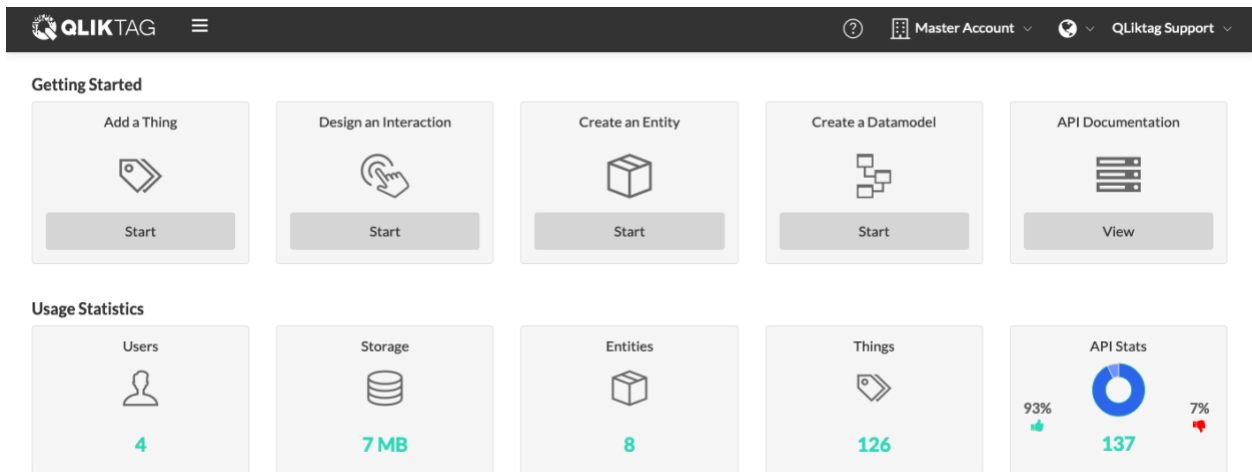 QLIKTAG
Master Account
QLiktag Support
Getting Started
Add a Thing
Design an Interaction
Create an Entity
Create a Datamodel
API Documentation
Start
Start
Start
Start
View
Usage Statistics
Users
Storage
Entities
Things
API Stats
93%
7%
4
7 MB
8
126
137